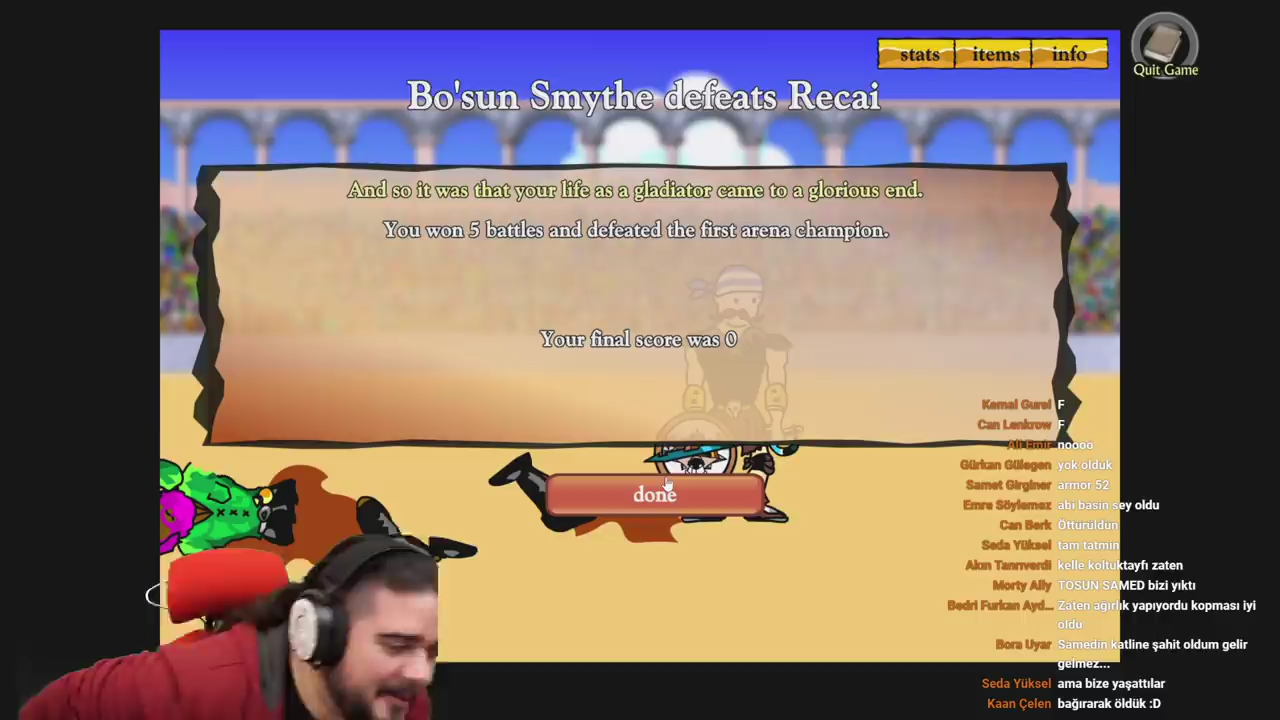 stats items info
Quit Game
Bo'sun Smythe defeats Recai
And so it was that your life as a gladiator came to a glorious end.
You won 5 battles and defeated the first arena champion.
Your final score was 0
done
Kemal Gurel F
Can Lenkrow F
Ali Emir noooo
Gürkan Gülegen yok olduk
Samet Girginer armor 52
Emre Söylemez abi basin sey oldu
Can Berk Öttürüldün
Seda Yüksel tam tatmin
Akın Tanrıverdi kelle koltuktayfı zaten
Morty Ally TOSUN SAMED bizi yıktı
Bedri Furkan Ayd... Zaten ağırlık yapıyordu kopması iyi
oldu
Bora Uyar Samedin katline şahit oldum gelir
gelmez...
Seda Yüksel ama bize yaşattılar
Kaan Çelen bağırarak öldük :D